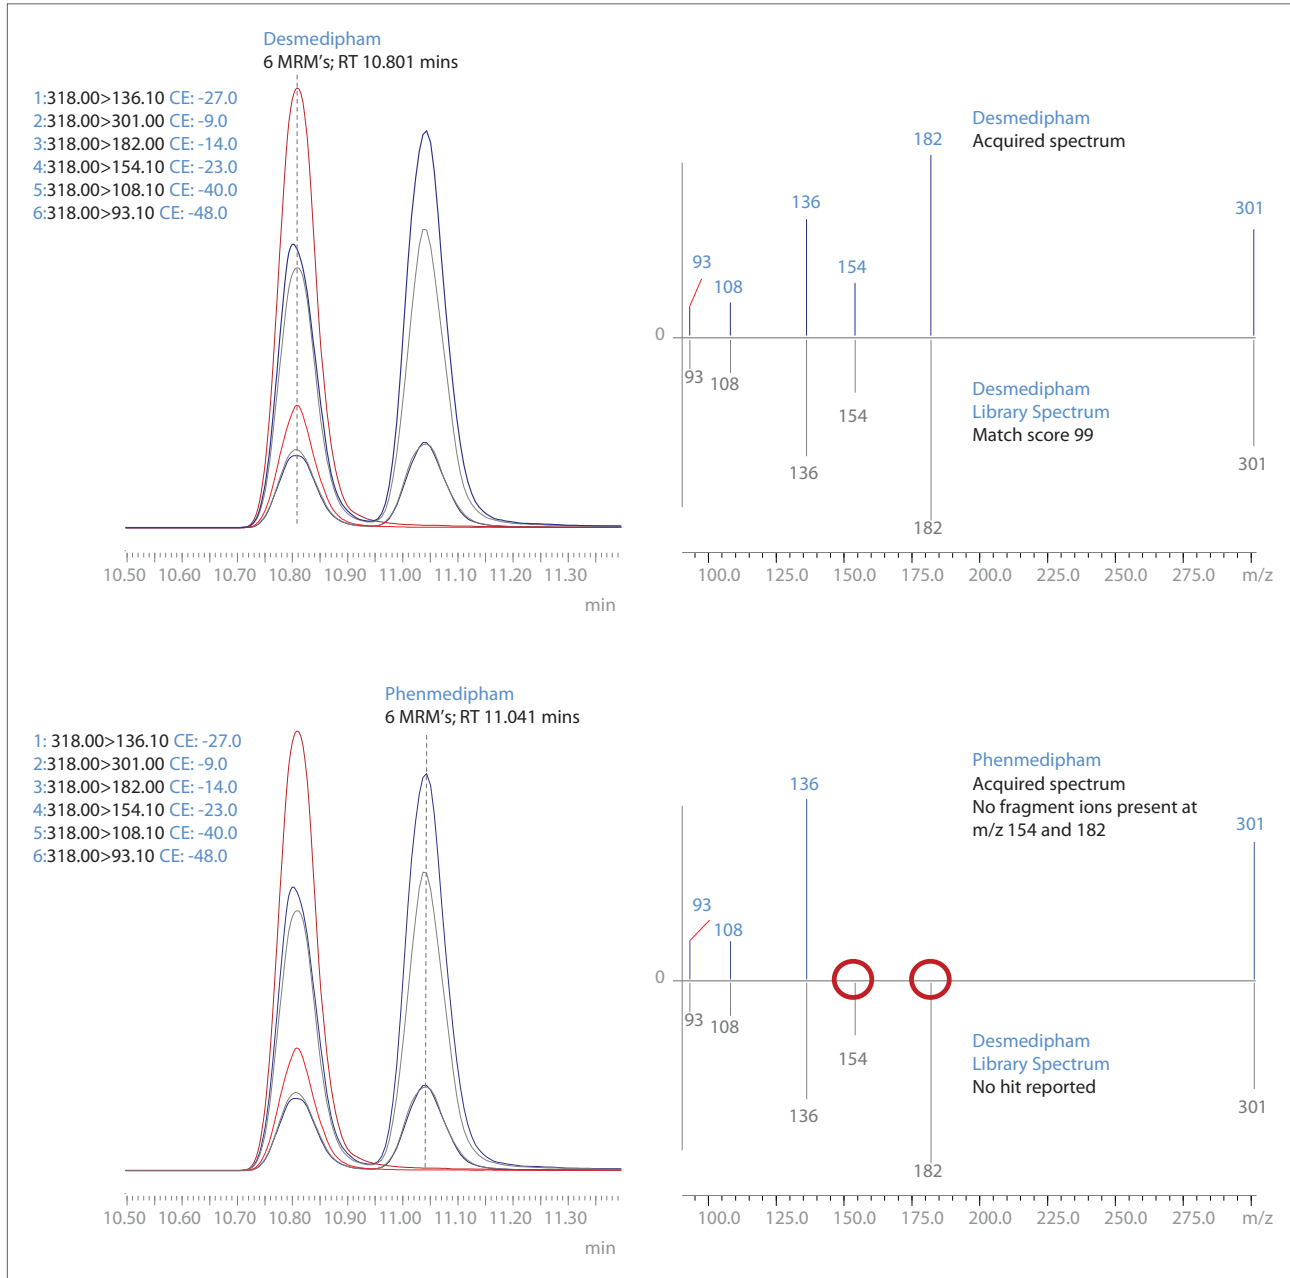 Desmedipham
6 MRM's; RT 10.801 mins
1:318.00>136.10 CE: -27.0
2:318.00>301.00 CE: -9.0
3:318.00>182.00 CE: -14.0
4:318.00>154.10 CE: -23.0
5:318.00>108.10 CE: -40.0
6:318.00>93.10 CE: -48.0
10.50 10.60 10.70 10.80 10.90 11.00 11.10 11.20 11.30
min
Desmedipham
Acquired spectrum
182
136
301
93
154
108
0
93
108
154
136
301
182
Desmedipham
Library Spectrum
Match score 99
100.0 125.0 150.0 175.0 200.0 225.0 250.0 275.0 m/z
Phenmedipham
6 MRM's; RT 11.041 mins
1: 318.00>136.10 CE: -27.0
2:318.00>301.00 CE: -9.0
3:318.00>182.00 CE: -14.0
4:318.00>154.10 CE: -23.0
5:318.00>108.10 CE: -40.0
6:318.00>93.10 CE: -48.0
10.50 10.60 10.70 10.80 10.90 11.00 11.10 11.20 11.30
min
Phenmedipham
Acquired spectrum
No fragment ions present at
m/z 154 and 182
136
301
93
108
0
93
108
154
136
301
182
Desmedipham
Library Spectrum
No hit reported
100.0 125.0 150.0 175.0 200.0 225.0 250.0 275.0 m/z